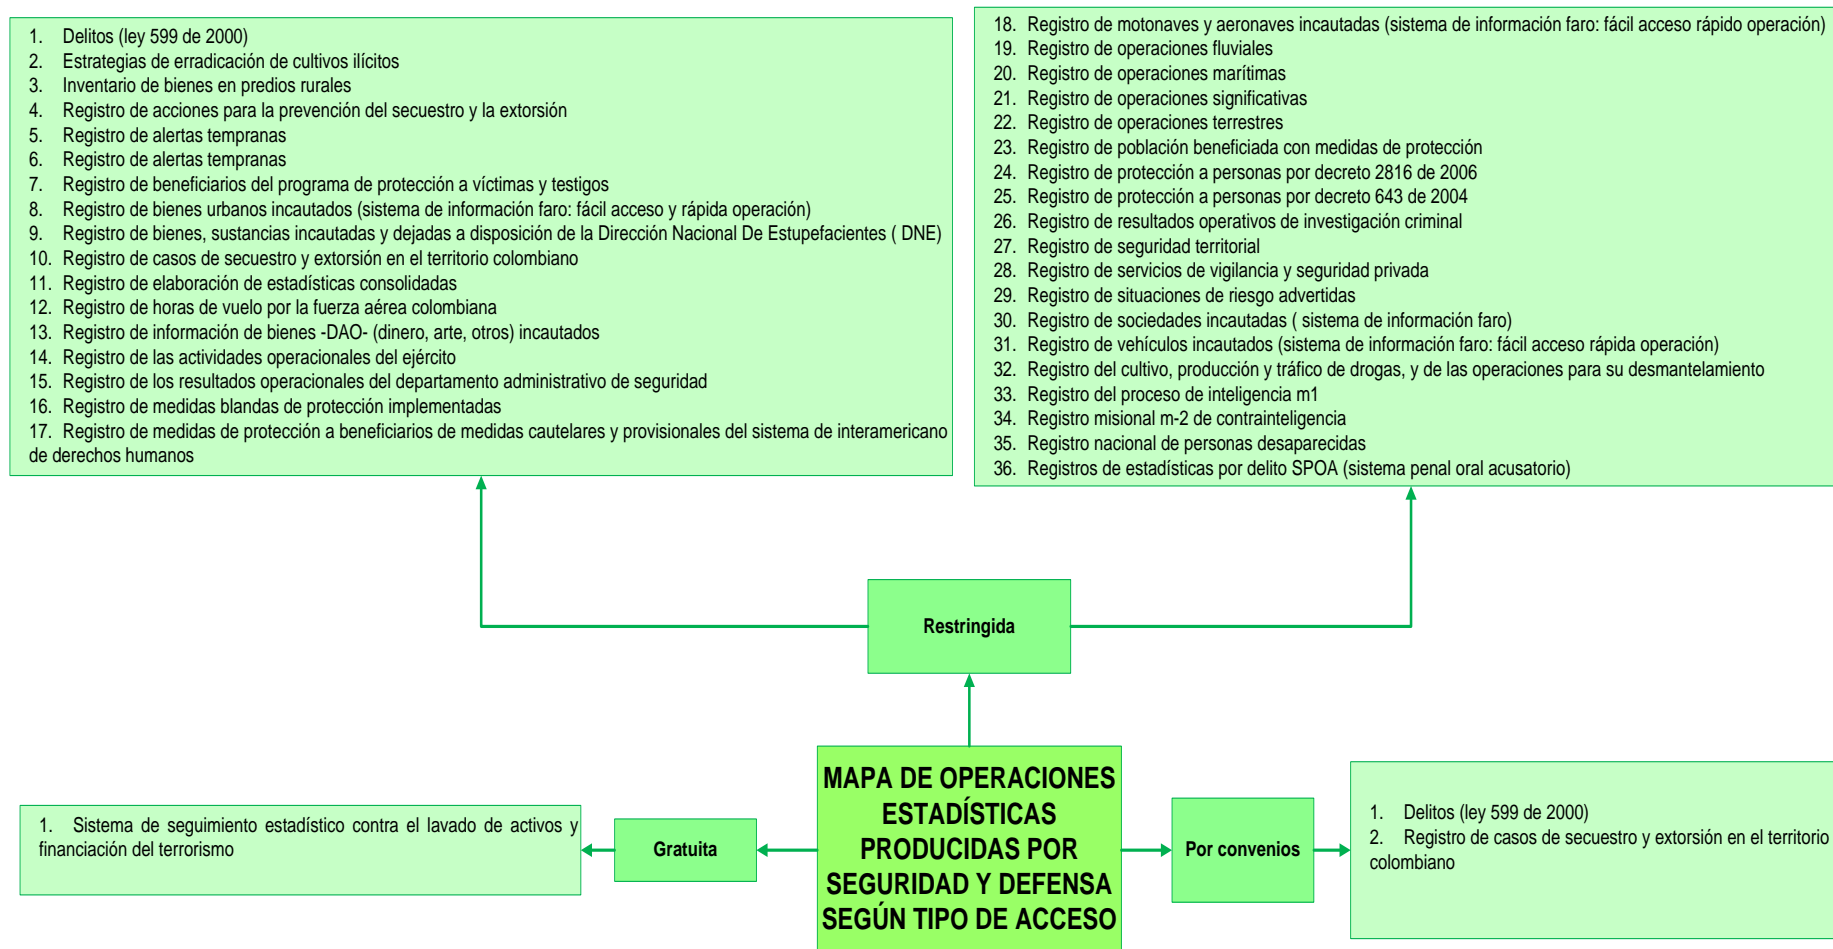 1. Delitos (ley 599 de 2000)
2. Estrategias de erradicación de cultivos ilícitos
3. Inventario de bienes en predios rurales
4. Registro de acciones para la prevención del secuestro y la extorsión
5. Registro de alertas tempranas
6. Registro de alertas tempranas
7. Registro de beneficiarios del programa de protección a víctimas y testigos
8. Registro de bienes urbanos incautados (sistema de información faro: fácil acceso y rápida operación)
9. Registro de bienes, sustancias incautadas y dejadas a disposición de la Dirección Nacional De Estupefacientes ( DNE)
10. Registro de casos de secuestro y extorsión en el territorio colombiano
11. Registro de elaboración de estadísticas consolidadas
12. Registro de horas de vuelo por la fuerza aérea colombiana
13. Registro de información de bienes -DAO- (dinero, arte, otros) incautados
14. Registro de las actividades operacionales del ejército
15. Registro de los resultados operacionales del departamento administrativo de seguridad
16. Registro de medidas blandas de protección implementadas
17. Registro de medidas de protección a beneficiarios de medidas cautelares y provisionales del sistema de interamericano
de derechos humanos
18. Registro de motonaves y aeronaves incautadas (sistema de información faro: fácil acceso rápido operación)
19. Registro de operaciones fluviales
20. Registro de operaciones marítimas
21. Registro de operaciones significativas
22. Registro de operaciones terrestres
23. Registro de población beneficiada con medidas de protección
24. Registro de protección a personas por decreto 2816 de 2006
25. Registro de protección a personas por decreto 643 de 2004
26. Registro de resultados operativos de investigación criminal
27. Registro de seguridad territorial
28. Registro de servicios de vigilancia y seguridad privada
29. Registro de situaciones de riesgo advertidas
30. Registro de sociedades incautadas ( sistema de información faro)
31. Registro de vehículos incautados (sistema de información faro: fácil acceso rápida operación)
32. Registro del cultivo, producción y tráfico de drogas, y de las operaciones para su desmantelamiento
33. Registro del proceso de inteligencia m1
34. Registro misional m-2 de contrainteligencia
35. Registro nacional de personas desaparecidas
36. Registros de estadísticas por delito SPOA (sistema penal oral acusatorio)
Restringida
1. Sistema de seguimiento estadístico contra el lavado de activos y
financiación del terrorismo
Gratuita
MAPA DE OPERACIONES
ESTADÍSTICAS
PRODUCIDAS POR
SEGURIDAD Y DEFENSA
SEGÚN TIPO DE ACCESO
Por convenios
1. Delitos (ley 599 de 2000)
2. Registro de casos de secuestro y extorsión en el territorio
colombiano